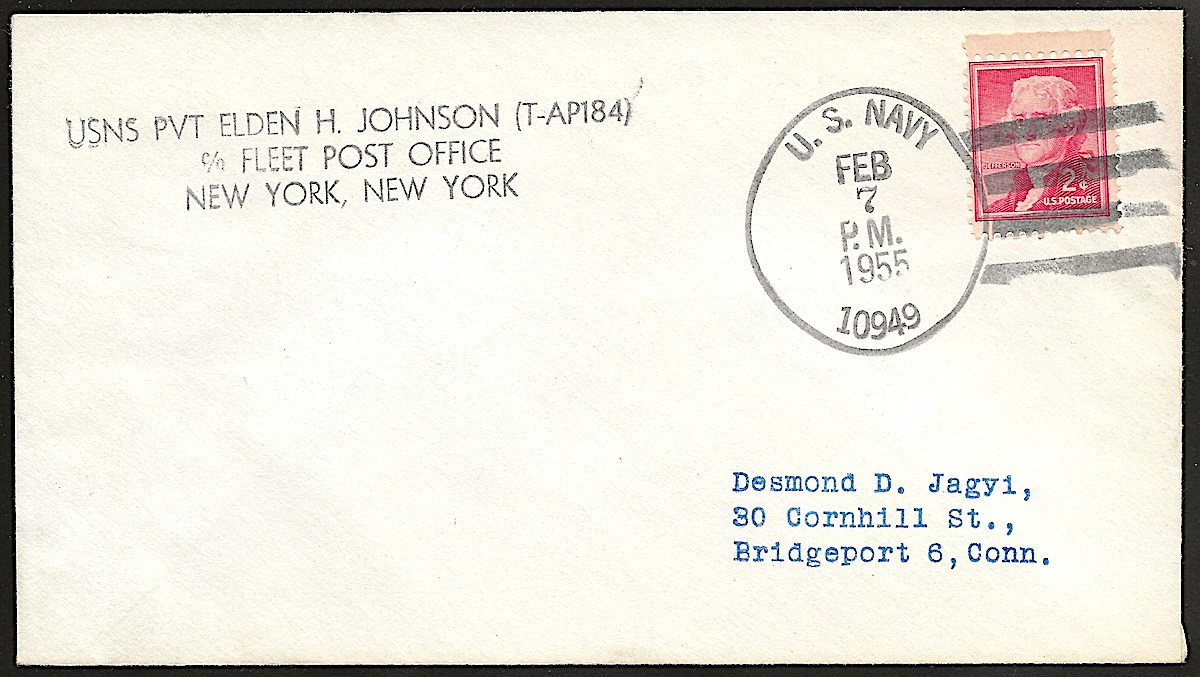 USNS PVT ELDEN H. JOHNSON (T-AP184)
c/o FLEET POST OFFICE
NEW YORK, NEW YORK
U. S. NAVY
FEB
7
P.M.
1955
10949
JEFFERSON
2¢
U.S. POSTAGE
Desmond D. Jagyi,
30 Cornhill St.,
Bridgeport 6, Conn.